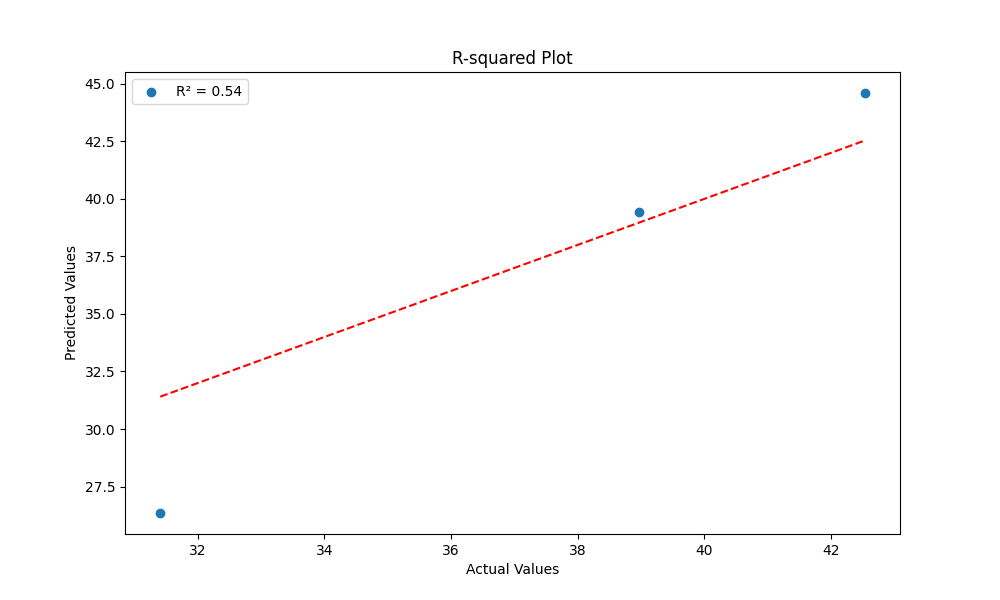 R-squared Plot
R² = 0.54
45.0
42.5
40.0
37.5
35.0
32.5
30.0
27.5
Predicted Values
32 34 36 38 40 42
Actual Values